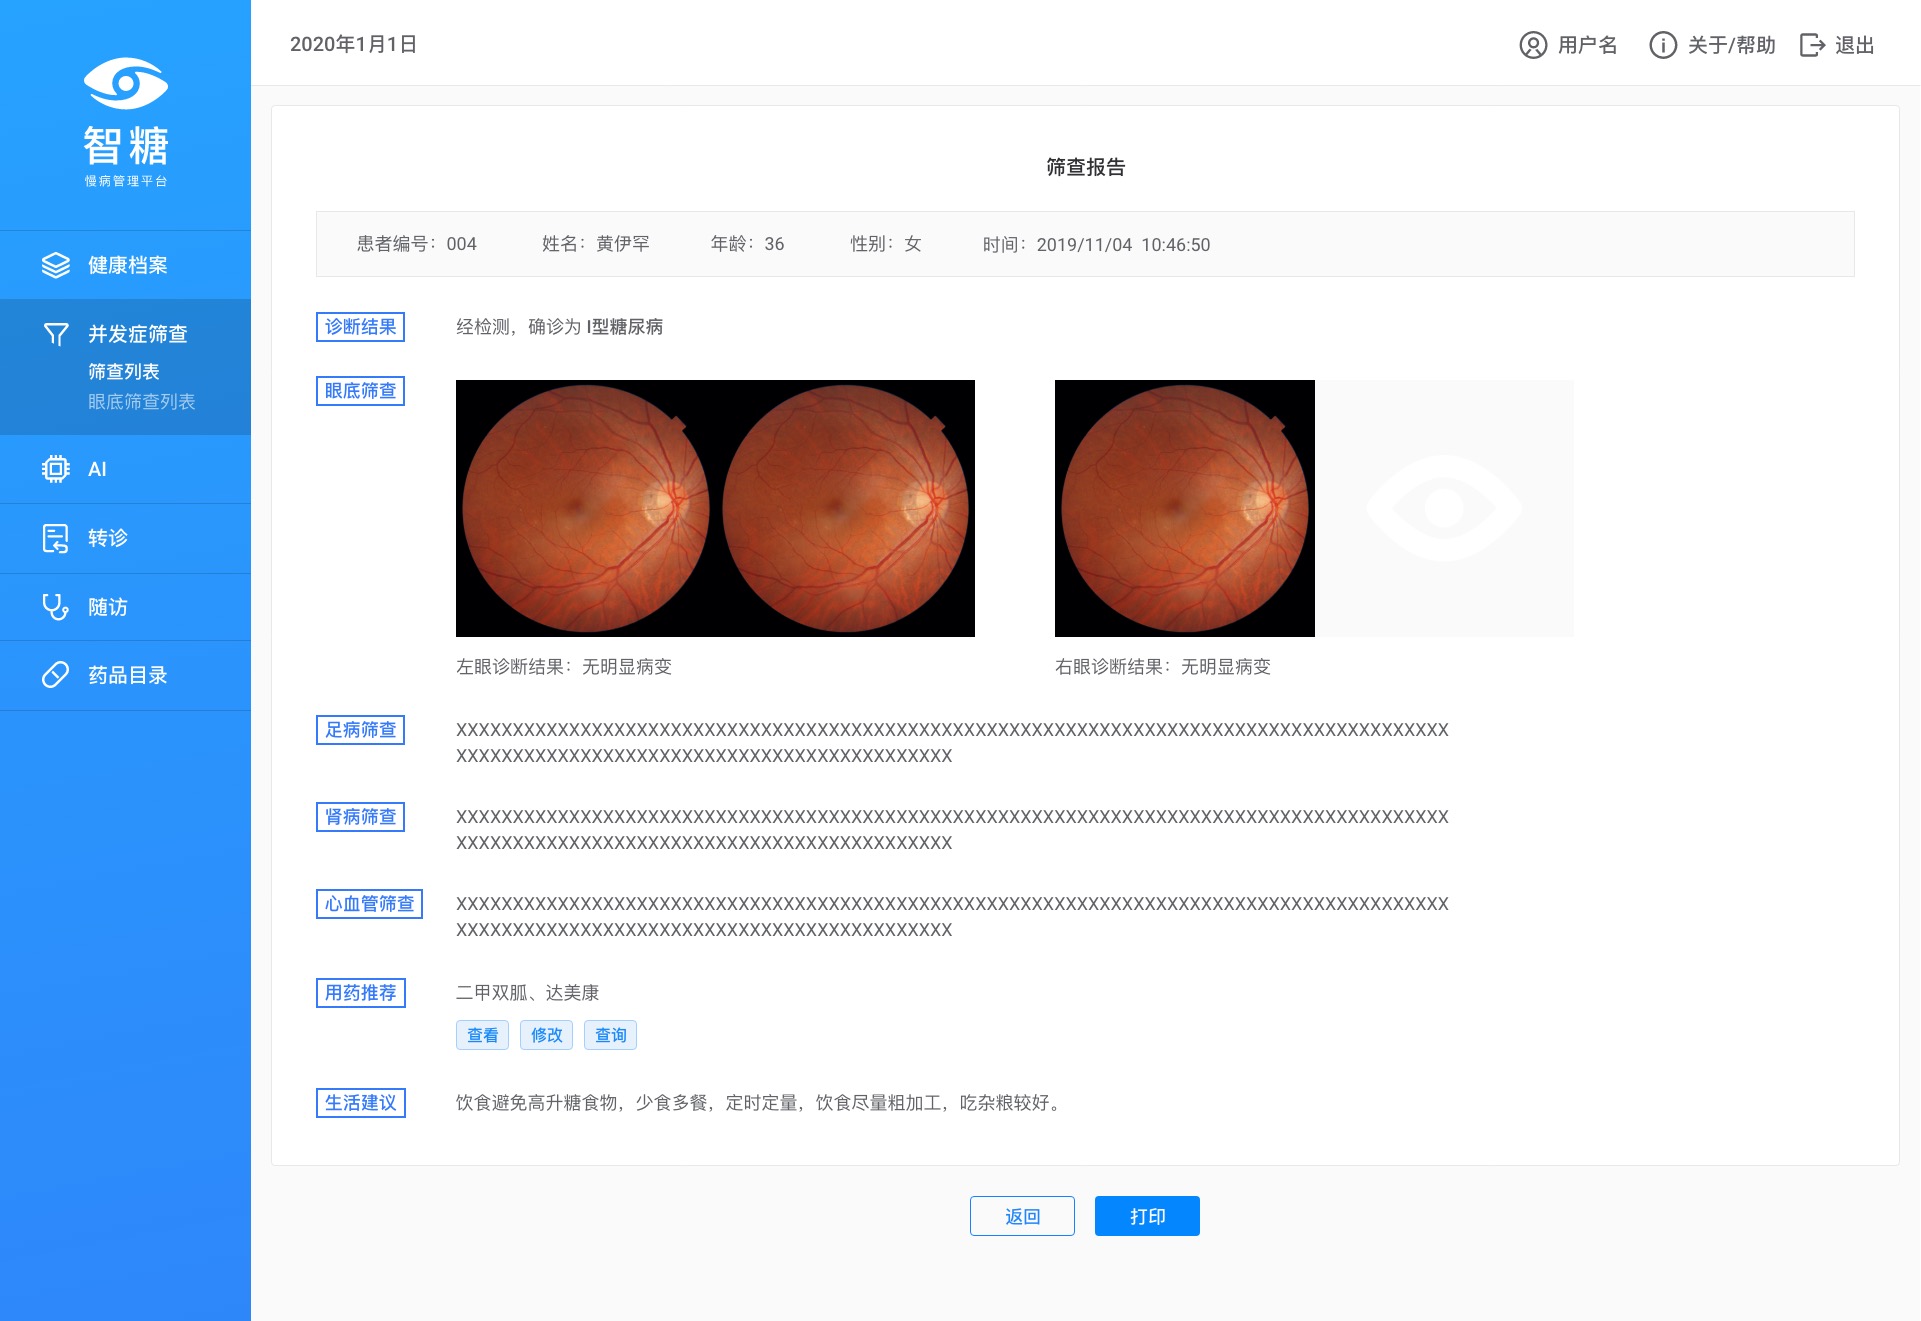 2020年1月1日
用户名
关于/帮助
退出
智糖
慢病管理平台
健康档案
并发症筛查
筛查列表
眼底筛查列表
AI
转诊
随访
药品目录
筛查报告
患者编号：004 姓名：黄伊罕 年龄：36 性别：女 时间：2019/11/04 10:46:50
诊断结果
经检测，确诊为 I型糖尿病
眼底筛查
左眼诊断结果：无明显病变
右眼诊断结果：无明显病变
足病筛查
XXXXXXXXXXXXXXXXXXXXXXXXXXXXXXXXXXXXXXXXXXXXXXXXXXXXXXXXXXXXXXXXXXXXXXXXXXXXXXXXXXXXXXXX
XXXXXXXXXXXXXXXXXXXXXXXXXXXXXXXXXXXXXXXXXXXX
肾病筛查
XXXXXXXXXXXXXXXXXXXXXXXXXXXXXXXXXXXXXXXXXXXXXXXXXXXXXXXXXXXXXXXXXXXXXXXXXXXXXXXXXXXXXXXX
XXXXXXXXXXXXXXXXXXXXXXXXXXXXXXXXXXXXXXXXXXXX
心血管筛查
XXXXXXXXXXXXXXXXXXXXXXXXXXXXXXXXXXXXXXXXXXXXXXXXXXXXXXXXXXXXXXXXXXXXXXXXXXXXXXXXXXXXXXXX
XXXXXXXXXXXXXXXXXXXXXXXXXXXXXXXXXXXXXXXXXXXX
用药推荐
二甲双胍、达美康
查看 修改 查询
生活建议
饮食避免高升糖食物，少食多餐，定时定量，饮食尽量粗加工，吃杂粮较好。
返回
打印